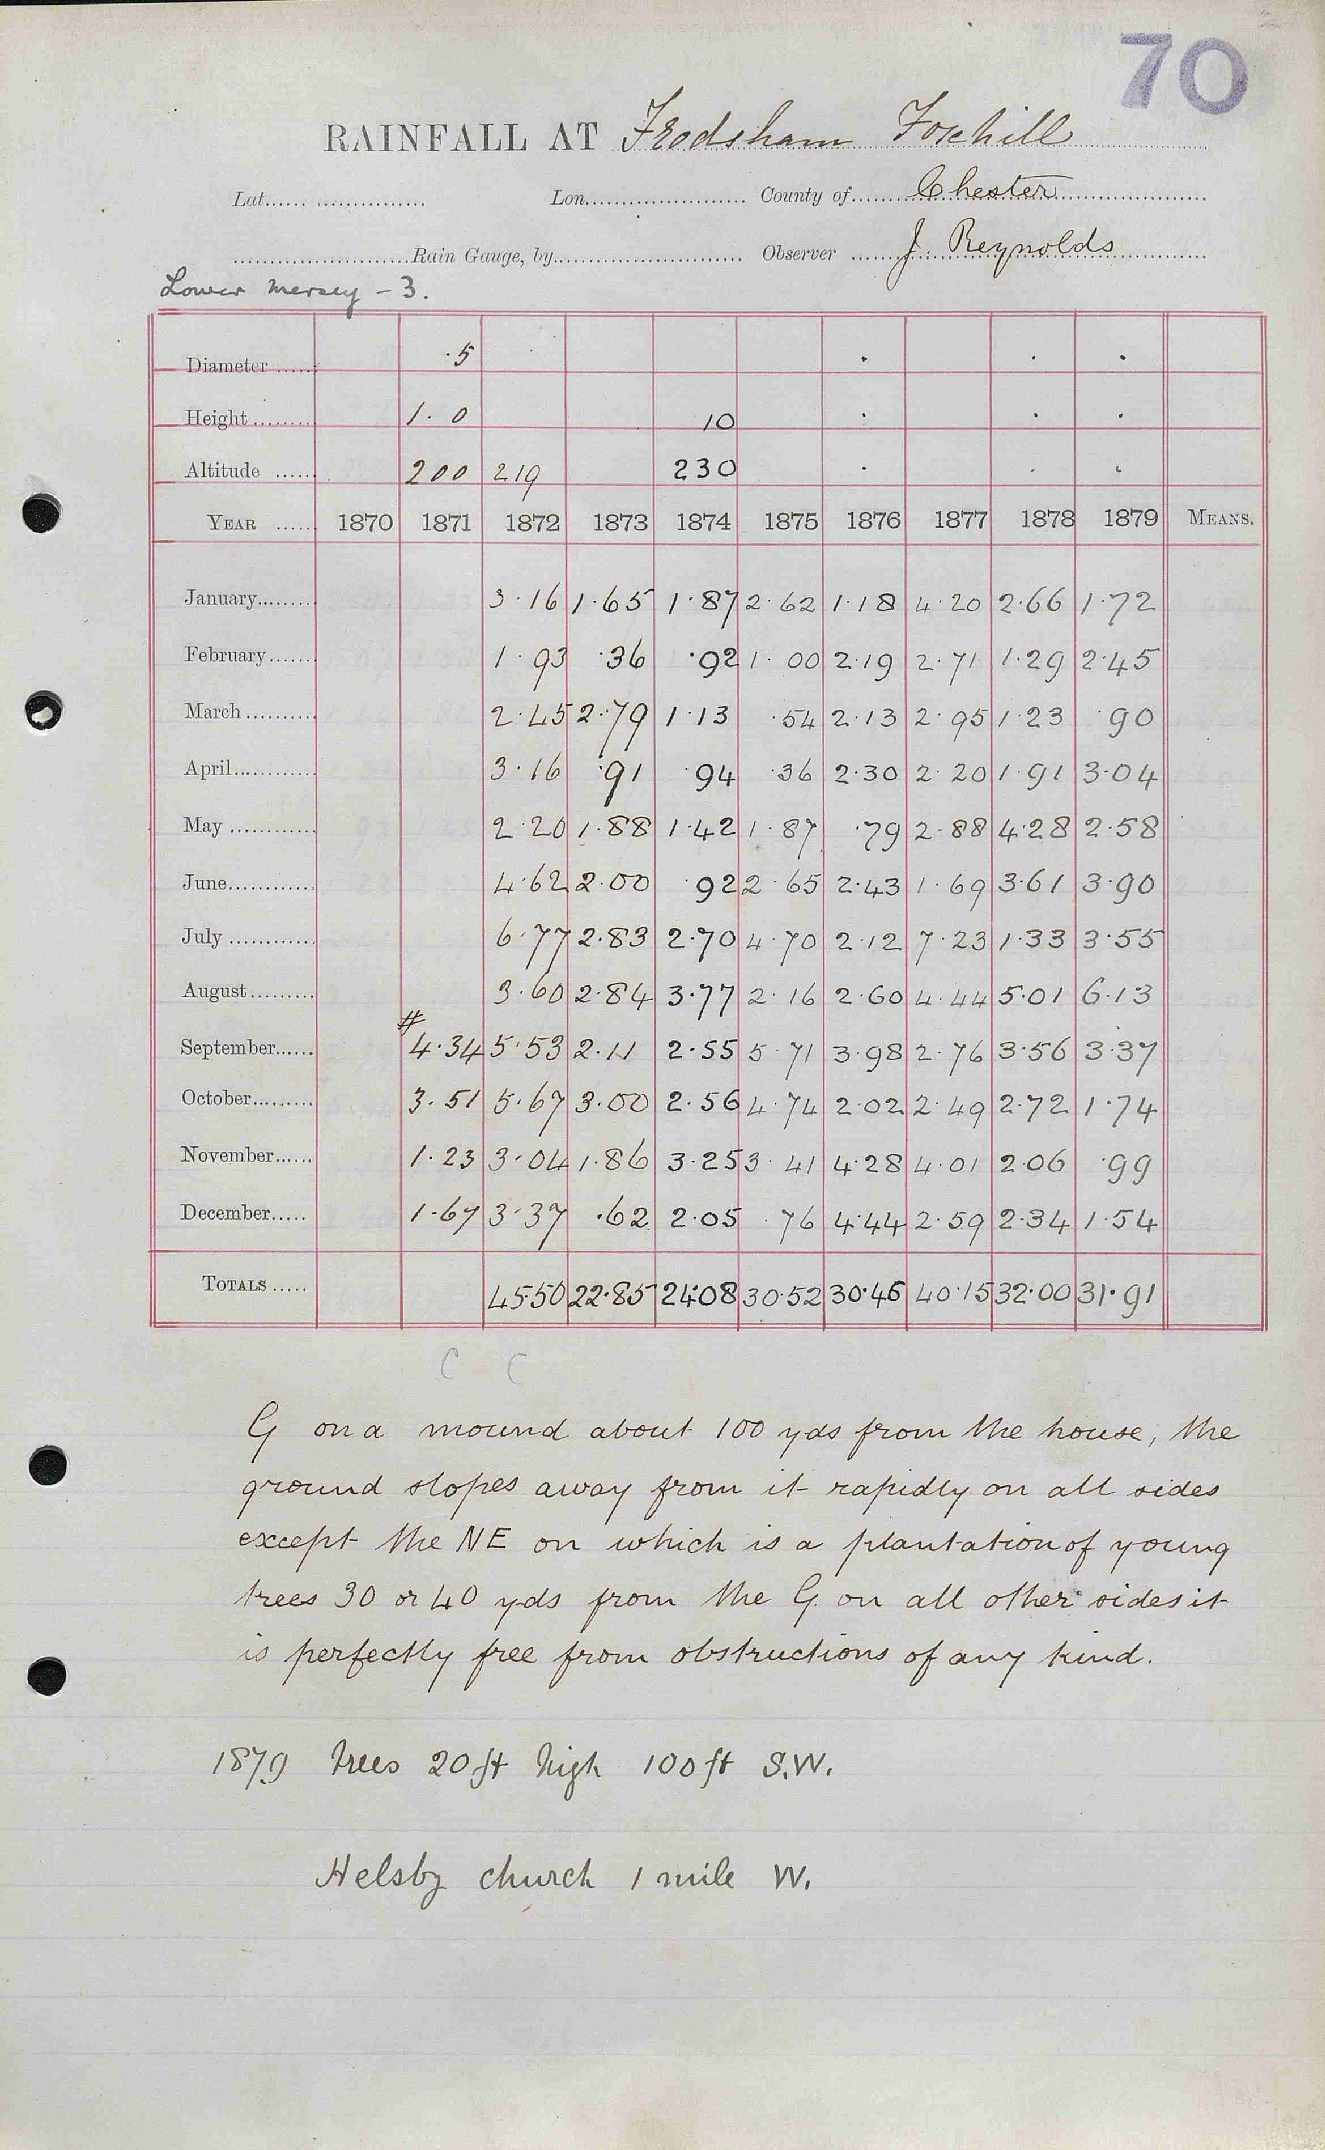 70
RAINFALL AT Frodsham Foxhill
Lat. Lon. County of Chester
Rain Gauge, by Observer J. Reynolds
Lower Mersey - 3.
Diameter ·5
Height 1·0 10
Altitude 200 219 230
YEAR 1870 1871 1872 1873 1874 1875 1876 1877 1878 1879 MEANS.
January 3·16 1·65 1·87 2·62 1·18 4·20 2·66 1·72
February 1·93 ·36 ·92 1·00 2·19 2·71 1·29 2·45
March 2·45 2·79 1·13 ·54 2·13 2·95 1·23 ·90
April 3·16 ·91 94 ·36 2·30 2·20 1·91 3·04
May 2·20 1·88 1·42 1·87 ·79 2·88 4·28 2·58
June 4·62 2·00 92 2·65 2·43 1·69 3·61 3·90
July 6·77 2·83 2·70 4·70 2·12 7·23 1·33 3·55
August 3·60 2·84 3·77 2·16 2·60 4·44 5·01 6·13
#
September 4·34 5·53 2·11 2·55 5·71 3·98 2·76 3·56 3·37
October 3·51 5·67 3·00 2·56 4·74 2·02 2·49 2·72 1·74
November 1·23 3·04 1·86 3·25 3·41 4·28 4·01 2·06 ·99
December 1·67 3·37 ·62 2·05 ·76 4·44 2·59 2·34 1·54
TOTALS 45·50 22·85 24·08 30·52 30·46 40·15 32·00 31·91
C C
G on a mound about 100 yds from the house, the
ground slopes away from it rapidly on all sides
except the NE on which is a plantation of young
trees 30 or 40 yds from the G. on all other sides it
is perfectly free from obstructions of any kind.
1879 trees 20 ft high 100 ft S.W.
Helsby church 1 mile W.